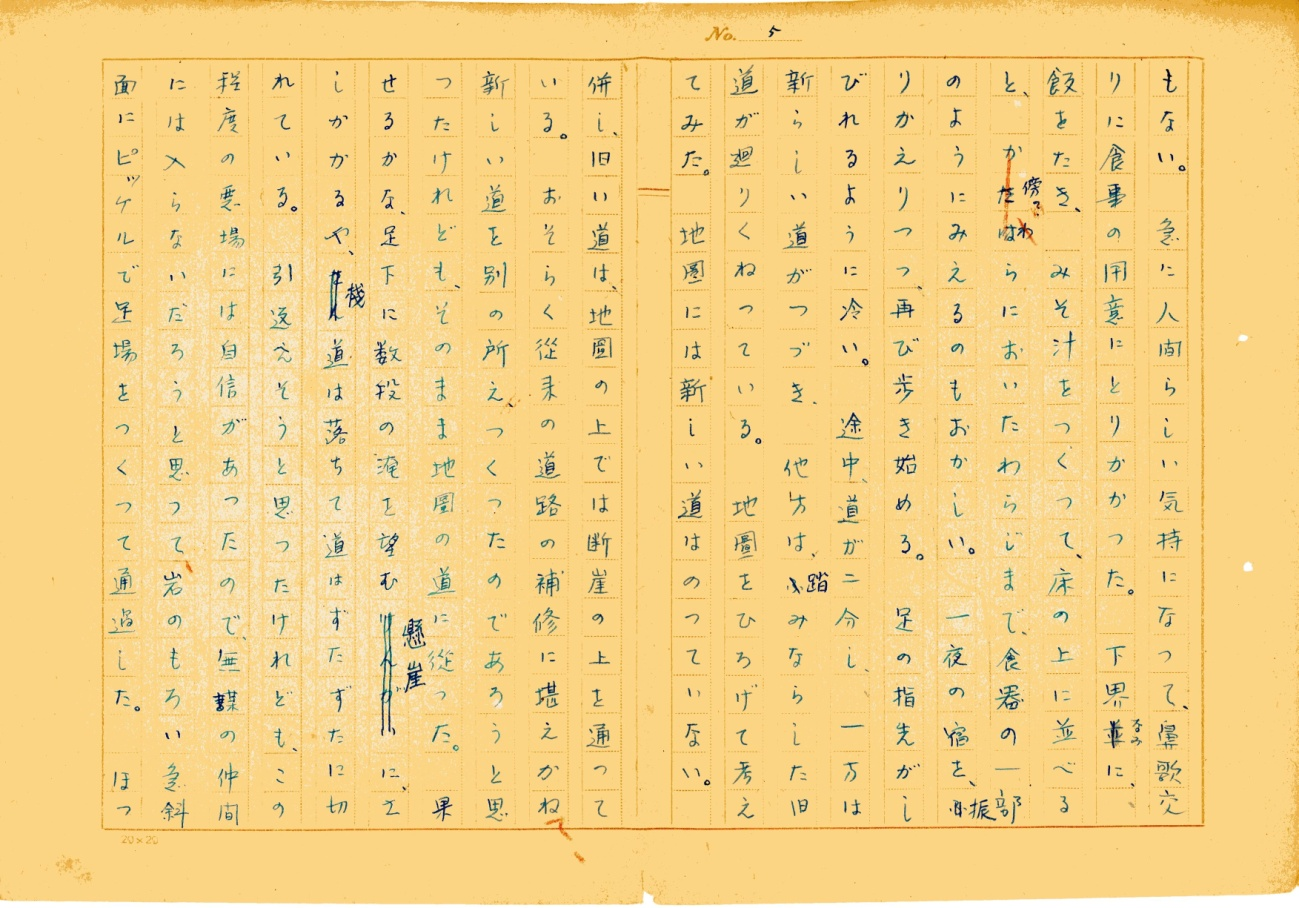 No. 5
もない。　急に人間らしい気持になって、鼻歌交
りに食事の用意にとりかかった。　下界並に、
なみ
飯をたき、　みそ汁をつくって、床の上に並べる
と、　かたはらにおいたわらじまで、食器の一部
傍
わ
のようにみえるのもおかしい。　一夜の宿を、振
りかえりつつ、再び歩き始める。　足の指先がし
びれるように冷い。　途中、道が二分し、一方は
新らしい道がつづき、　他方は、踏みならした旧
道が廻りくねっている。　地圖をひろげて考え
てみた。　地圖には新しい道はのっていない。
併し、旧い道は、地圖の上では断崖の上を通って
いる。　おそらく從来の道路の補修に堪えかね
て、
新しい道を別の所え、つくったのであろうと思
ったけれども、そのまま地圖の道に從った。　果
せるかな、足下に数段の滝を望む懸崖に、さ
しかかるや、棧道は落ちて道はずたずたに切
れている。　引返えそうと思ったけれども、この
程度の悪場には自信があったので、無謀の仲間
には入らないだろうと思って、岩のもろい急斜
面にピッケルで足場をつくって通過した。　ほっ
20×20